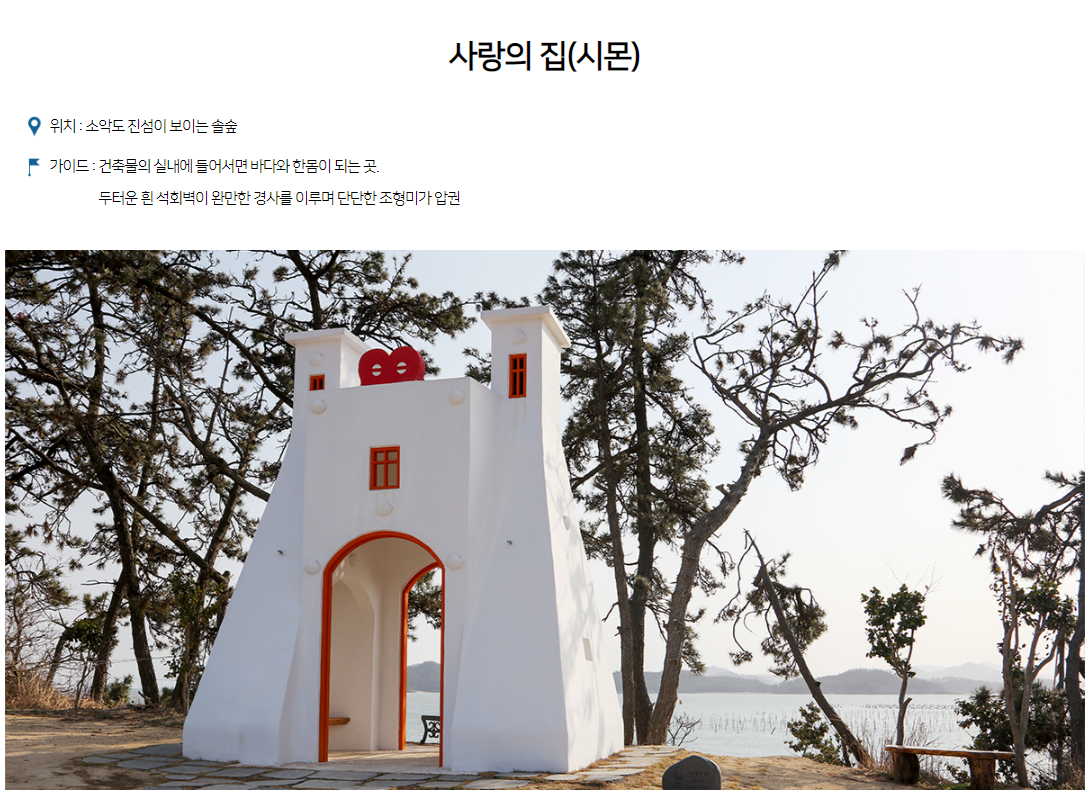 사랑의 집(시몬)
위치 : 소악도 진섬이 보이는 솔숲
가이드 : 건축물의 실내에 들어서면 바다와 한몸이 되는 곳.
두터운 흰 석회벽이 완만한 경사를 이루며 단단한 조형미가 압권